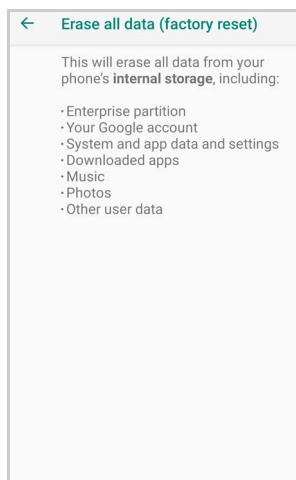 ← Erase all data (factory reset)
This will erase all data from your
phone's internal storage, including:
· Enterprise partition
· Your Google account
· System and app data and settings
· Downloaded apps
· Music
· Photos
· Other user data